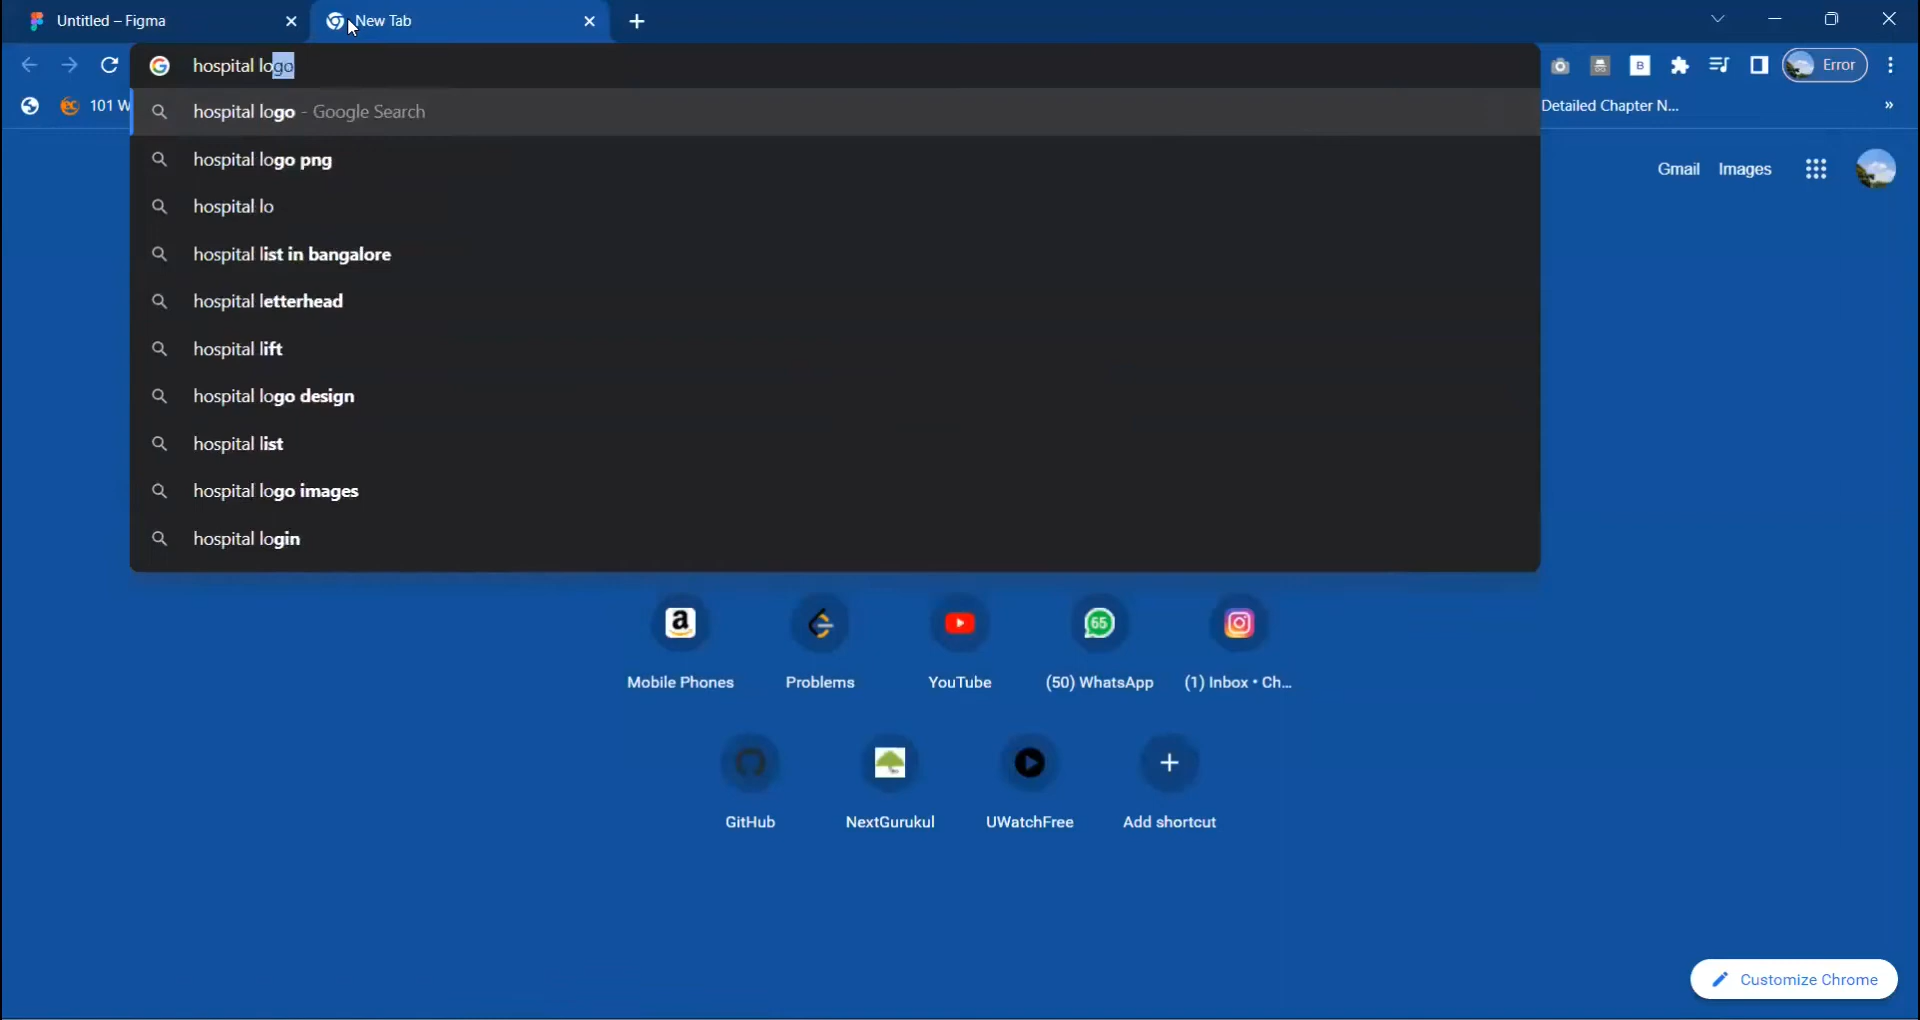 Untitled – Figma
New Tab
hospital logo
Error
101 W
hospital logo - Google Search
Detailed Chapter N...
»
hospital logo png
Gmail Images
hospital lo
hospital list in bangalore
hospital letterhead
hospital lift
hospital logo design
hospital list
hospital logo images
hospital login
65
Mobile Phones
Problems
YouTube
(50) WhatsApp
(1) Inbox • Ch...
GitHub
NextGurukul
UWatchFree
Add shortcut
Customize Chrome